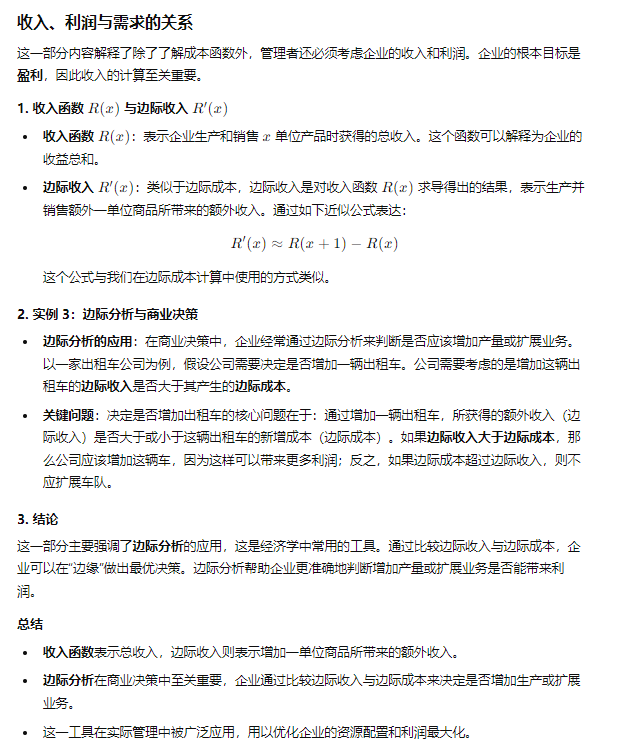 收入、利润与需求的关系
这一部分内容解释了除了了解成本函数外，管理者还必须考虑企业的收入和利润。企业的根本目标是
盈利，因此收入的计算至关重要。
1. 收入函数 R(x) 与边际收入 R′(x)
• 收入函数 R(x)：表示企业生产和销售 x 单位产品时获得的总收入。这个函数可以解释为企业的
收益总和。
• 边际收入 R′(x)：类似于边际成本，边际收入是对收入函数 R(x) 求导得出的结果，表示生产并
销售额外一单位商品所带来的额外收入。通过如下近似公式表达：
R′(x) ≈ R(x + 1) − R(x)
这个公式与我们在边际成本计算中使用的方式类似。
2. 实例 3：边际分析与商业决策
• 边际分析的应用：在商业决策中，企业经常通过边际分析来判断是否应该增加产量或扩展业务。
以一家出租车公司为例，假设公司需要决定是否增加一辆出租车。公司需要考虑的是增加这辆出
租车的边际收入是否大于其产生的边际成本。
• 关键问题：决定是否增加出租车的核心问题在于：通过增加一辆出租车，所获得的额外收入（边
际收入）是否大于或小于这辆出租车的新增成本（边际成本）。如果边际收入大于边际成本，那
么公司应该增加这辆车，因为这样可以带来更多利润；反之，如果边际成本超过边际收入，则不
应扩展车队。
3. 结论
这一部分主要强调了边际分析的应用，这是经济学中常用的工具。通过比较边际收入与边际成本，企
业可以在“边缘”做出最优决策。边际分析帮助企业更准确地判断增加产量或扩展业务是否能带来利
润。
总结
• 收入函数表示总收入，边际收入则表示增加一单位商品所带来的额外收入。
• 边际分析在商业决策中至关重要，企业通过比较边际收入与边际成本来决定是否增加生产或扩展
业务。
• 这一工具在实际管理中被广泛应用，用以优化企业的资源配置和利润最大化。